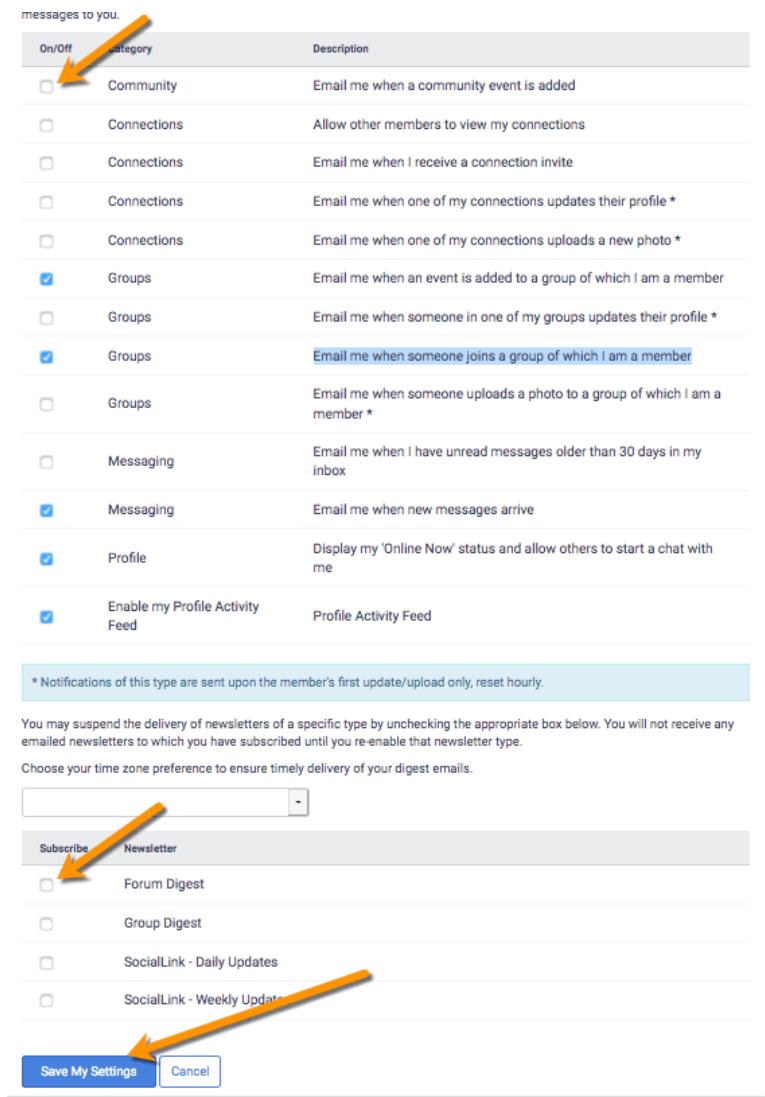 messages to you.
On/Off Category Description
Community Email me when a community event is added
Connections Allow other members to view my connections
Connections Email me when I receive a connection invite
Connections Email me when one of my connections updates their profile *
Connections Email me when one of my connections uploads a new photo *
Groups Email me when an event is added to a group of which I am a member
Groups Email me when someone in one of my groups updates their profile *
Groups Email me when someone joins a group of which I am a member
Groups Email me when someone uploads a photo to a group of which I am a
member *
Messaging Email me when I have unread messages older than 30 days in my
inbox
Messaging Email me when new messages arrive
Profile Display my 'Online Now' status and allow others to start a chat with
me
Enable my Profile Activity
Feed Profile Activity Feed
* Notifications of this type are sent upon the member's first update/upload only, reset hourly.
You may suspend the delivery of newsletters of a specific type by unchecking the appropriate box below. You will not receive any
emailed newsletters to which you have subscribed until you re-enable that newsletter type.
Choose your time zone preference to ensure timely delivery of your digest emails.
Subscribe Newsletter
Forum Digest
Group Digest
SocialLink - Daily Updates
SocialLink - Weekly Updates
Save My Settings Cancel